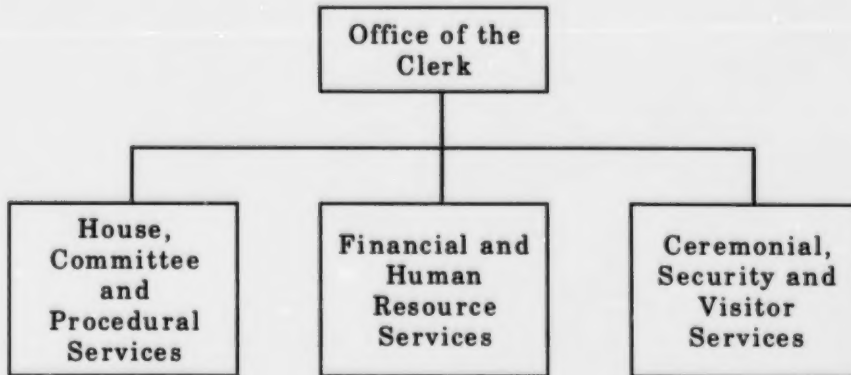 Office of the
Clerk
House,
Committee
and
Procedural
Services
Financial and
Human
Resource
Services
Ceremonial,
Security and
Visitor
Services